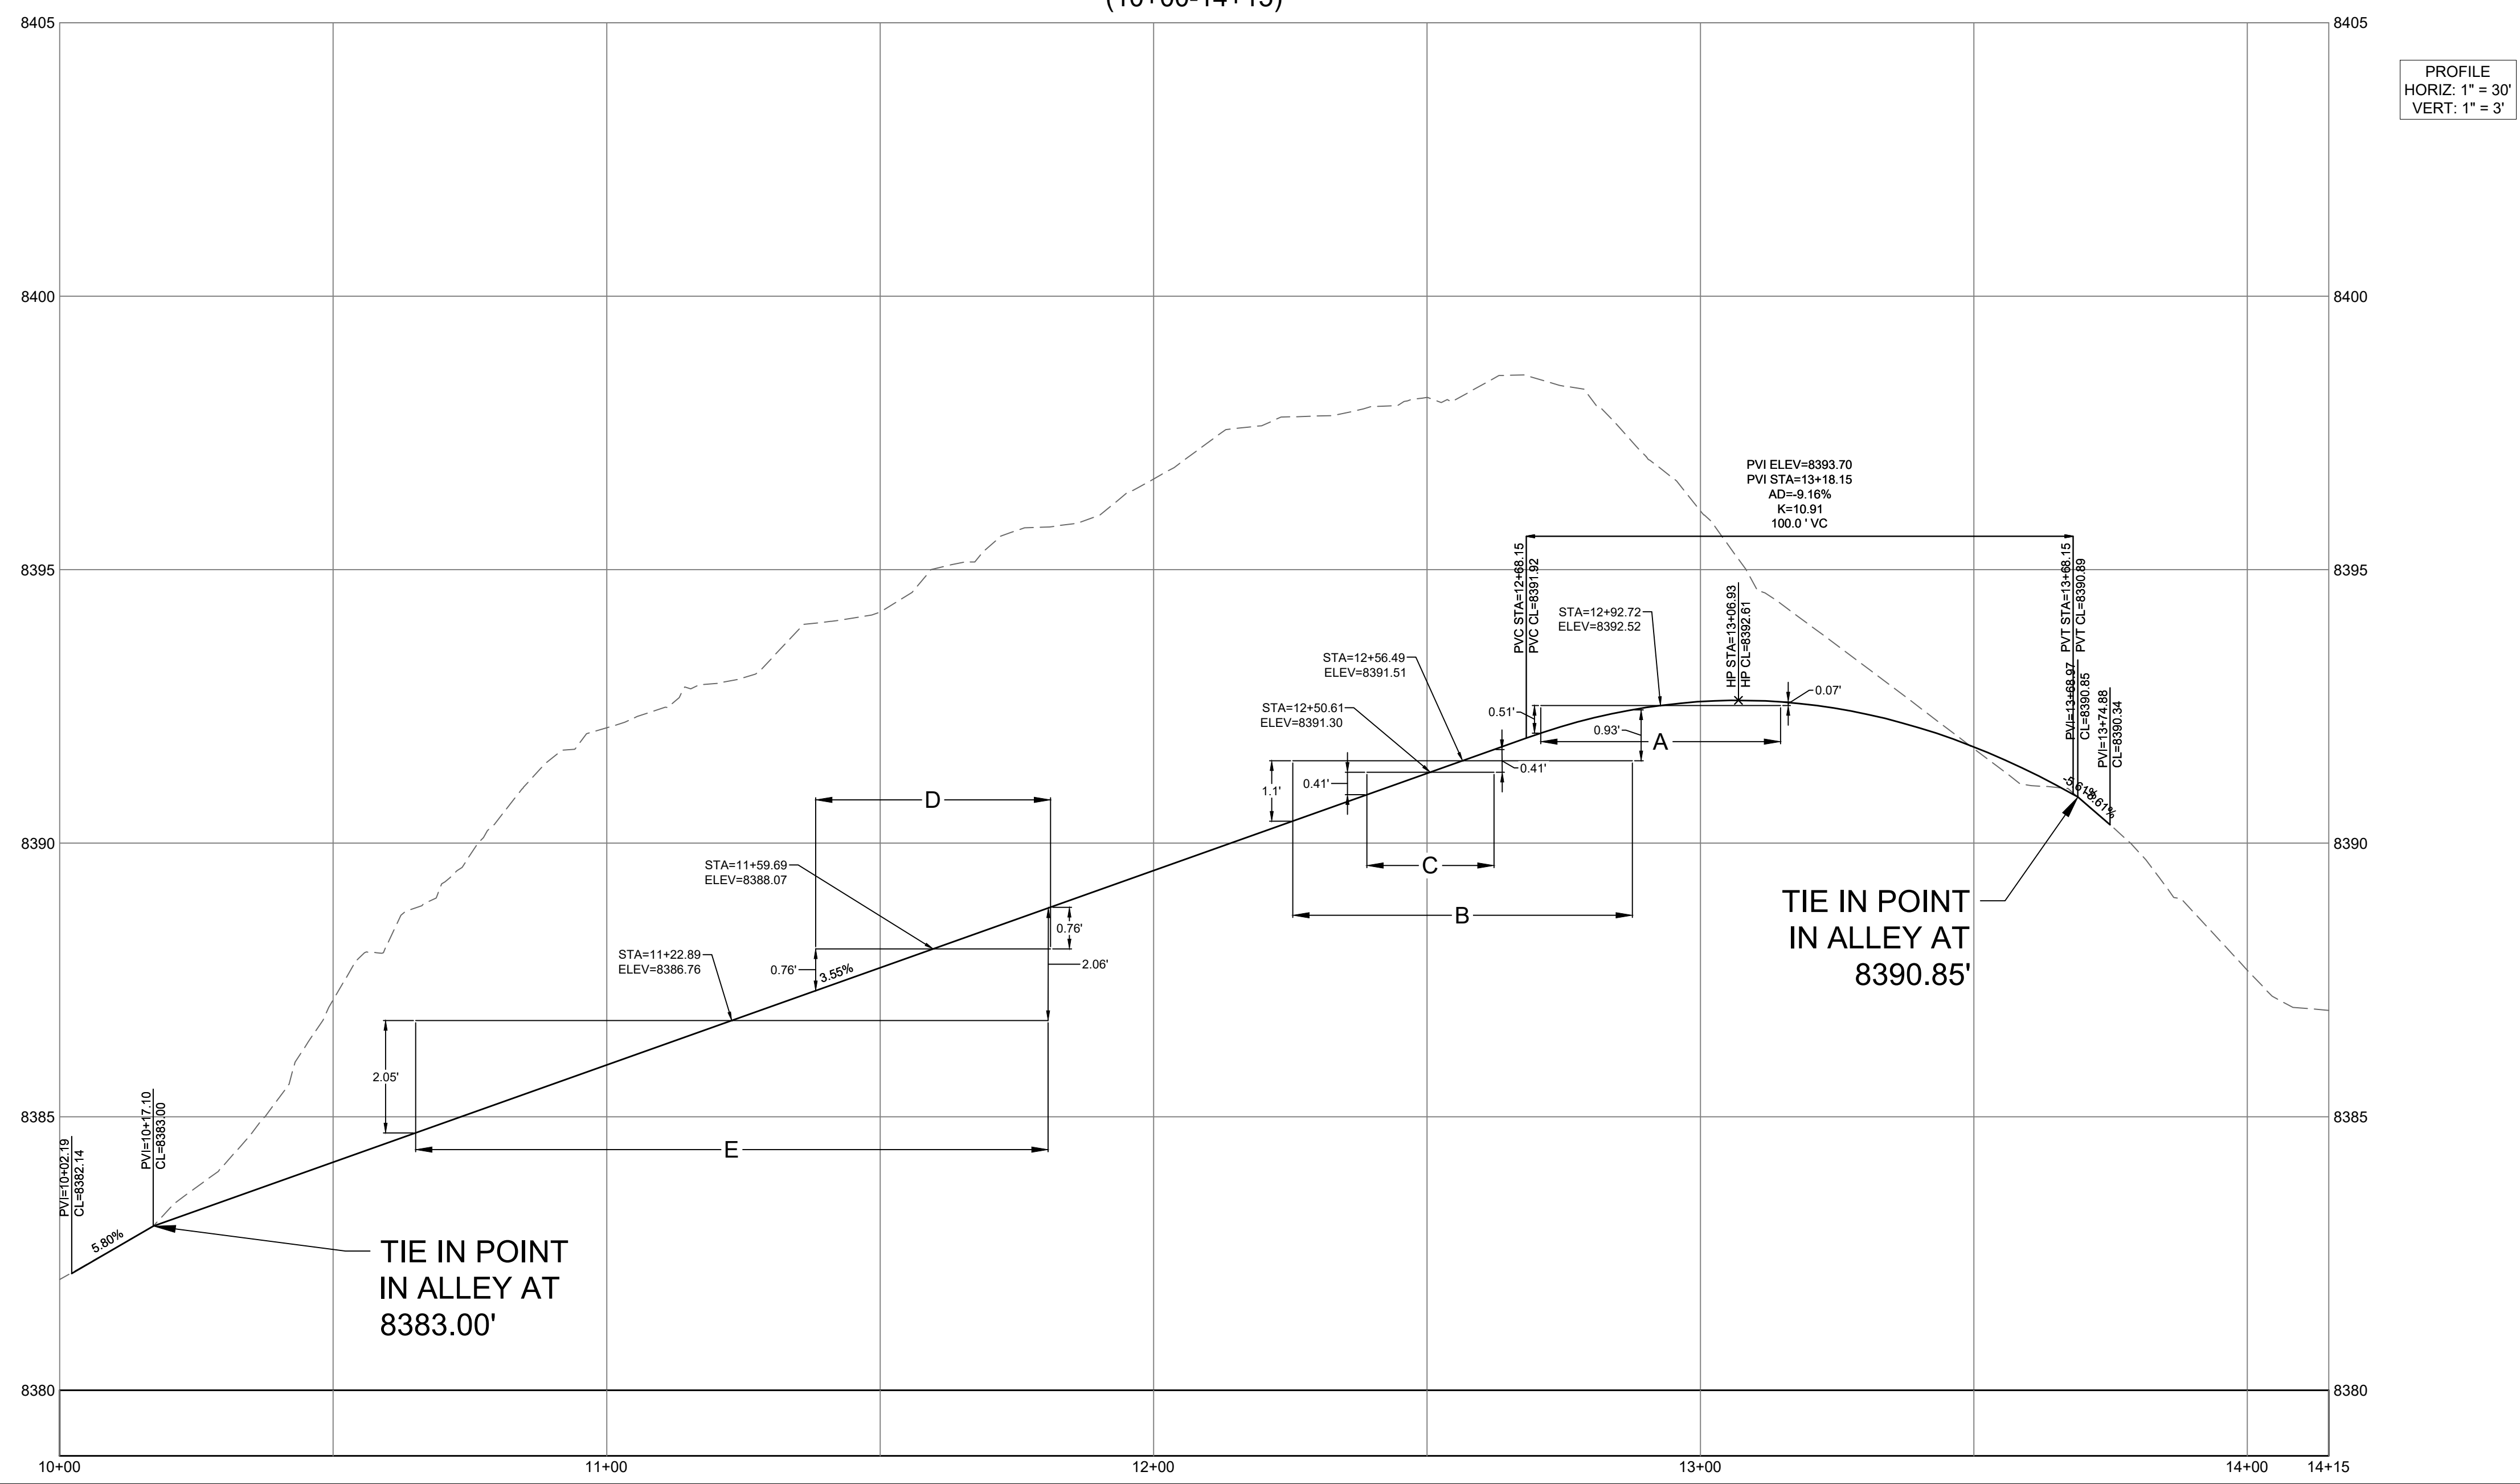 (10+00-14+15)
8405
8405
PROFILE
HORIZ: 1" = 30'
VERT: 1" = 3'
8400
8400
PVI ELEV=8393.70
PVI STA=13+18.15
AD=-9.16%
K=10.91
100.0 ' VC
8395
8395
PVC STA=12+68.15
PVC CL=8391.92
STA=12+92.72
ELEV=8392.52
HP STA=13+06.93
HP CL=8392.61
PVT STA=13+68.15
PVT CL=8390.89
PVI=13+68.97
CL=8390.85
PVI=13+74.88
CL=8390.34
STA=12+56.49
ELEV=8391.51
STA=12+50.61
ELEV=8391.30
0.51'
0.07'
0.93'
A
0.41'
0.41'
1.1'
-5.61%
D
C
B
8390
8390
STA=11+59.69
ELEV=8388.07
0.76'
0.76'
3.55%
2.06'
STA=11+22.89
ELEV=8386.76
TIE IN POINT
IN ALLEY AT
8390.85'
2.05'
E
8385
8385
PVI=10+02.19
CL=8382.14
PVI=10+17.10
CL=8383.00
5.80%
TIE IN POINT
IN ALLEY AT
8383.00'
8380
8380
10+00
11+00
12+00
13+00
14+00
14+15